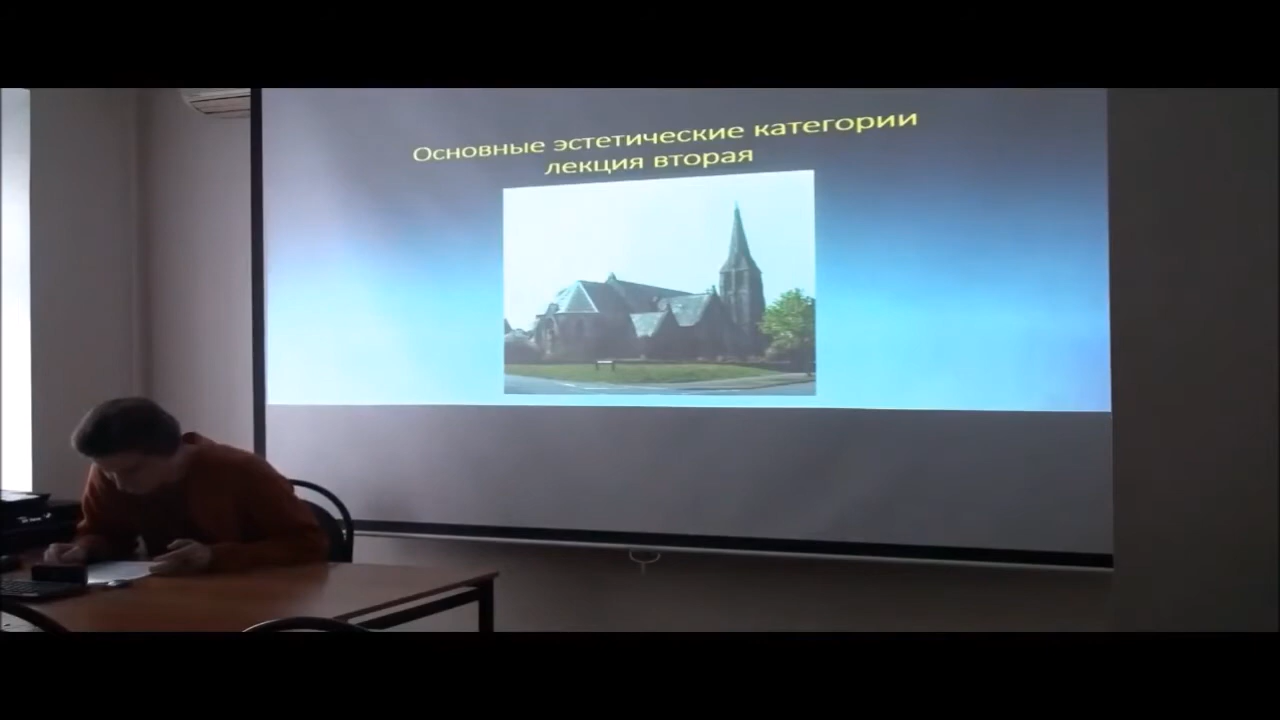 Основные эстетические категории
лекция вторая